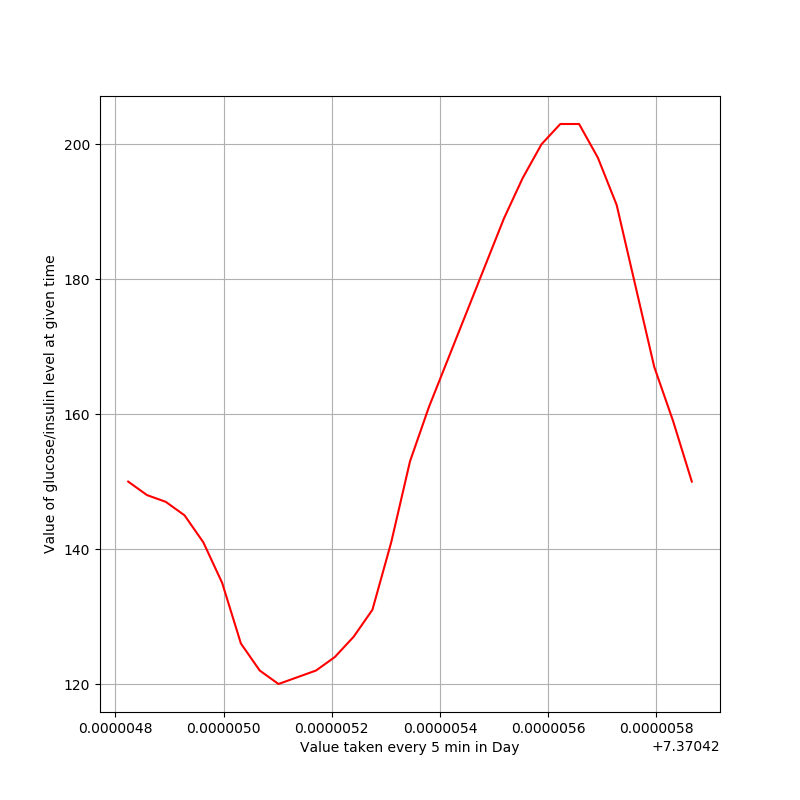 200
180
160
140
120
Value of glucose/insulin level at given time
0.0000048 0.0000050 0.0000052 0.0000054 0.0000056 0.0000058
Value taken every 5 min in Day
+7.37042